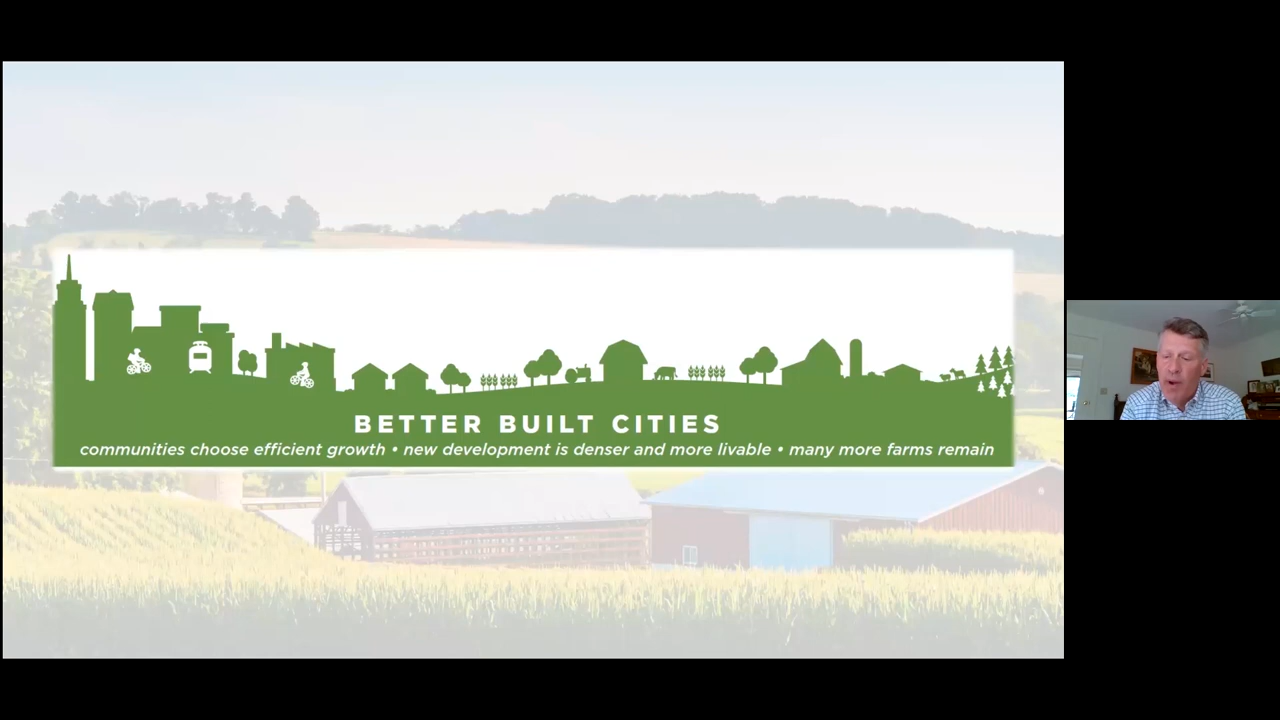 BETTER BUILT CITIES
communities choose efficient growth • new development is denser and more livable • many more farms remain